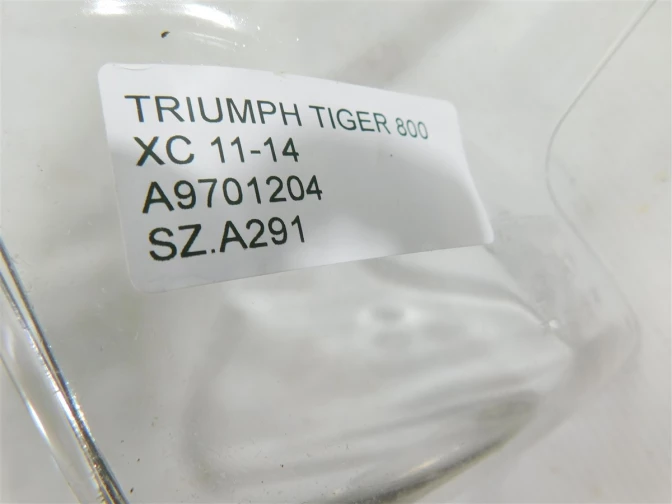 TRIUMPH TIGER 800
XC 11-14
A9701204
SZ.A291